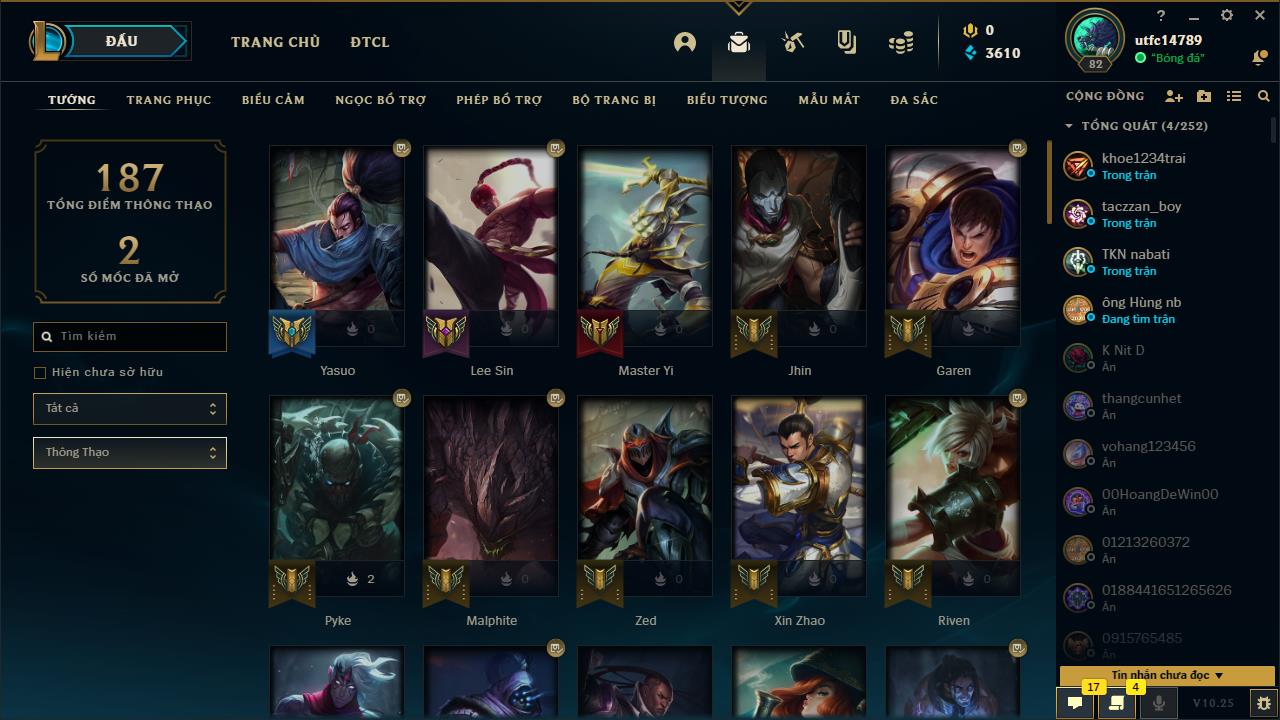 ĐẤU
TRANG CHỦ
ĐTCL
0
3610
?
82
utfc14789
"Bóng đá"
TƯỚNG
TRANG PHỤC
BIỂU CẢM
NGỌC BỔ TRỢ
PHÉP BỔ TRỢ
BỘ TRANG BỊ
BIỂU TƯỢNG
MẪU MẮT
ĐA SẮC
CỘNG ĐỒNG
TỔNG QUÁT (4/252)
187
TỔNG ĐIỂM THÔNG THẠO
2
SỐ MỐC ĐÃ MỞ
Tìm kiếm
Hiện chưa sở hữu
Tất cả
Thông Thạo
0
0
0
0
0
Yasuo
Lee Sin
Master Yi
Jhin
Garen
2
0
0
0
0
Pyke
Malphite
Zed
Xin Zhao
Riven
khoe1234trai
Trong trận
taczzan_boy
Trong trận
TKN nabati
Trong trận
ông Hùng nb
Đang tìm trận
K Nit D
Ẩn
thangcunhet
Ẩn
vohang123456
Ẩn
00HoangDeWin00
Ẩn
01213260372
Ẩn
0188441651265626
Ẩn
0915765485
Ẩn
Tin nhắn chưa đọc
17
4
V10.25